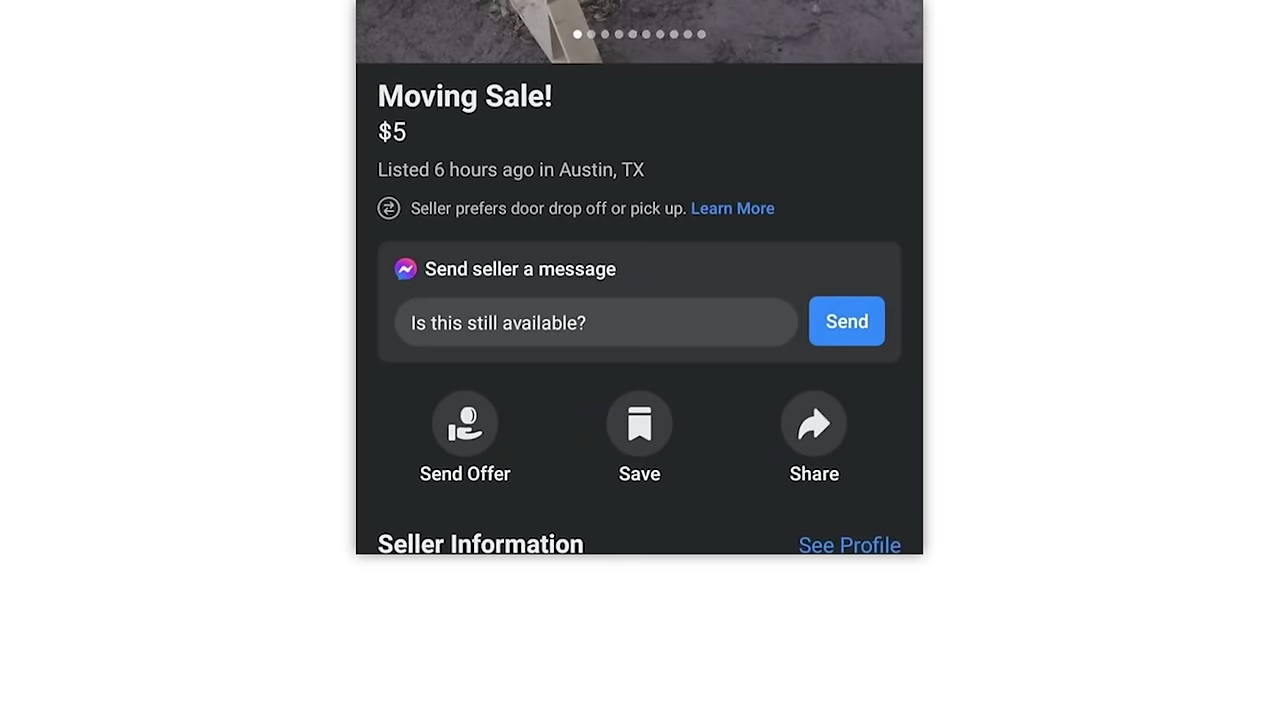 Moving Sale!
$5
Listed 6 hours ago in Austin, TX
Seller prefers door drop off or pick up. Learn More
Send seller a message
Is this still available?
Send
Send Offer
Save
Share
Seller Information
See Profile